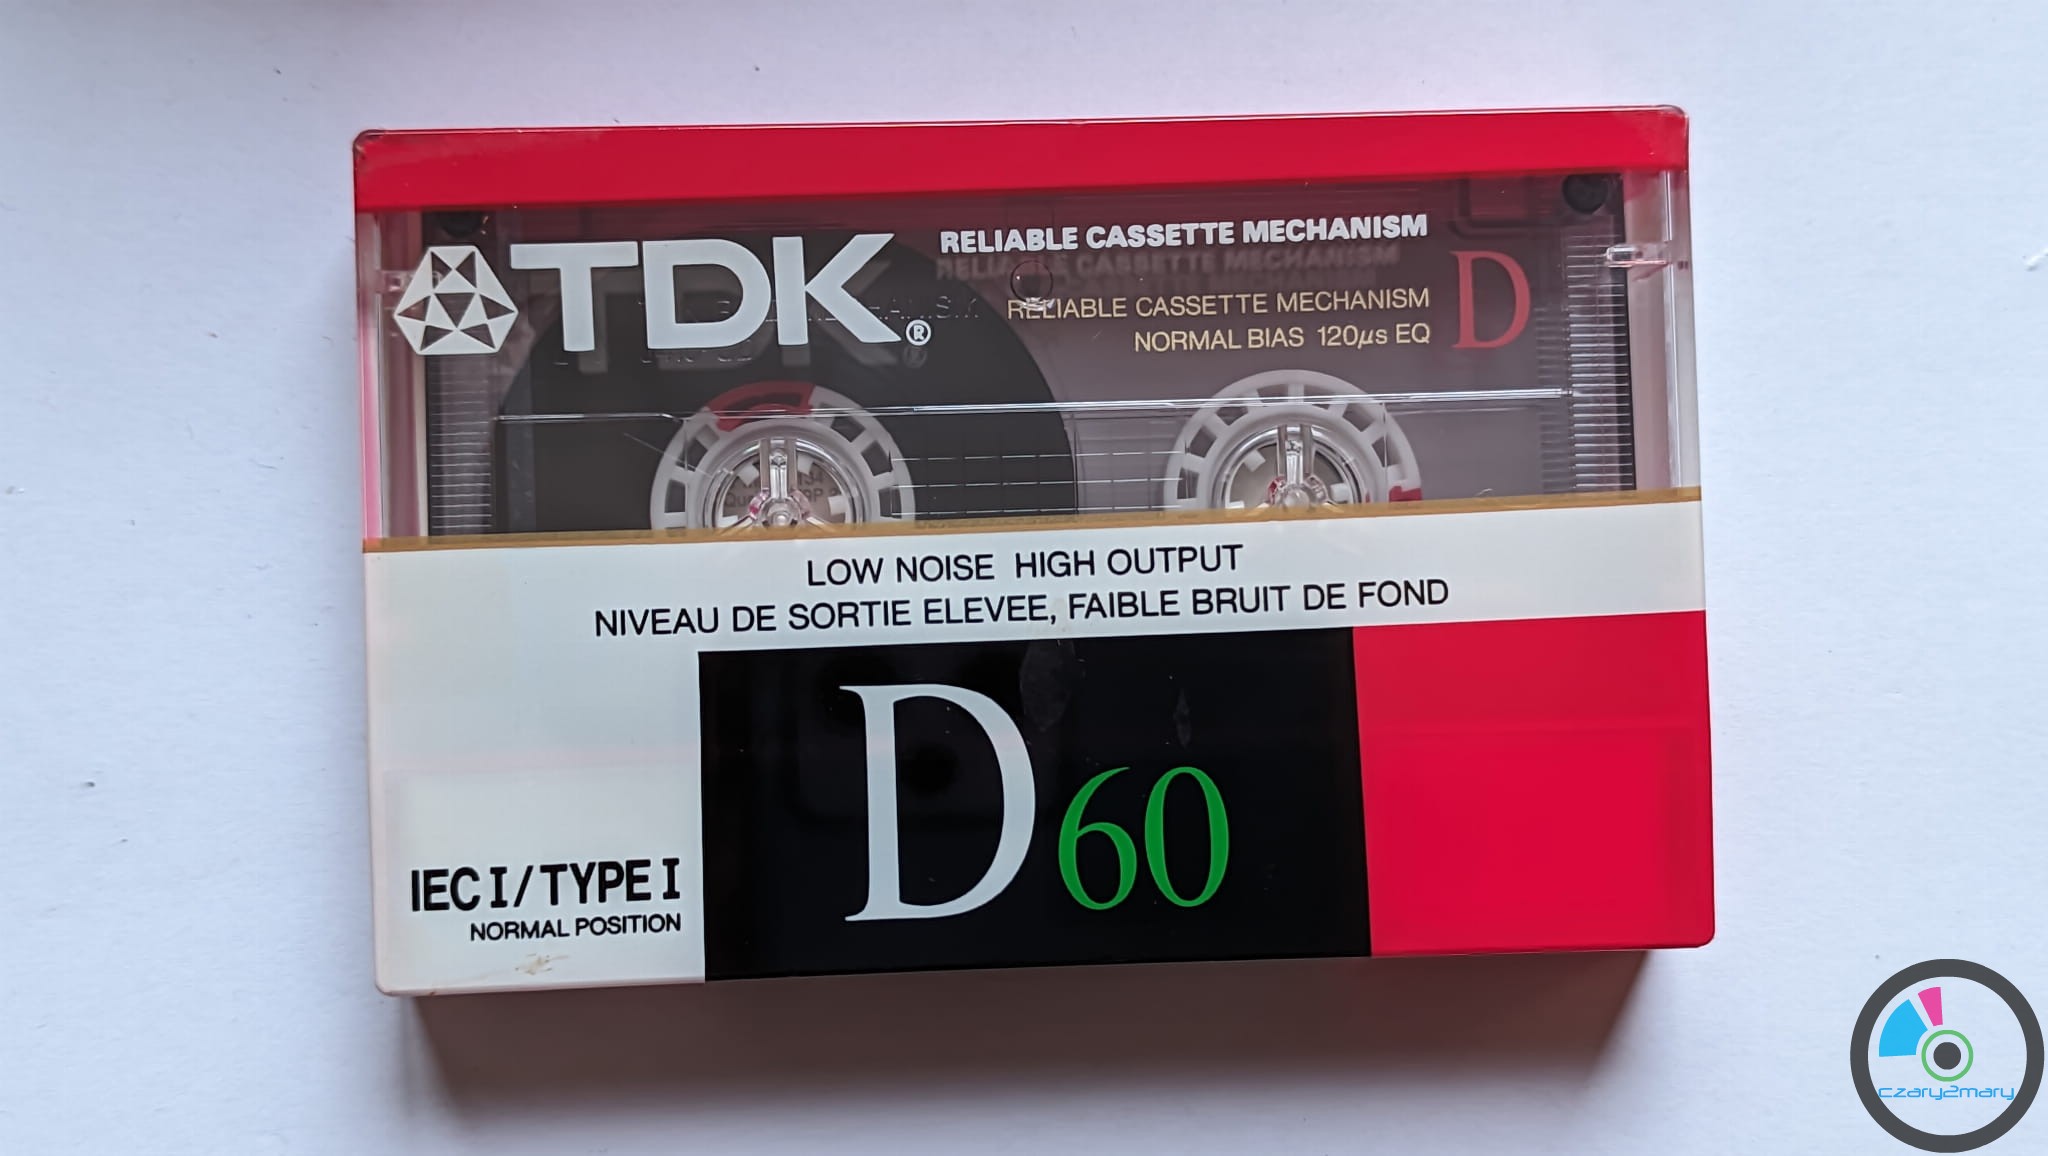 TDK®
RELIABLE CASSETTE MECHANISM
RELIABLE CASSETTE MECHANISM
NORMAL BIAS 120µs EQ
D
LOW NOISE HIGH OUTPUT
NIVEAU DE SORTIE ELEVEE, FAIBLE BRUIT DE FOND
D60
IEC I/TYPE I
NORMAL POSITION
czary2mary